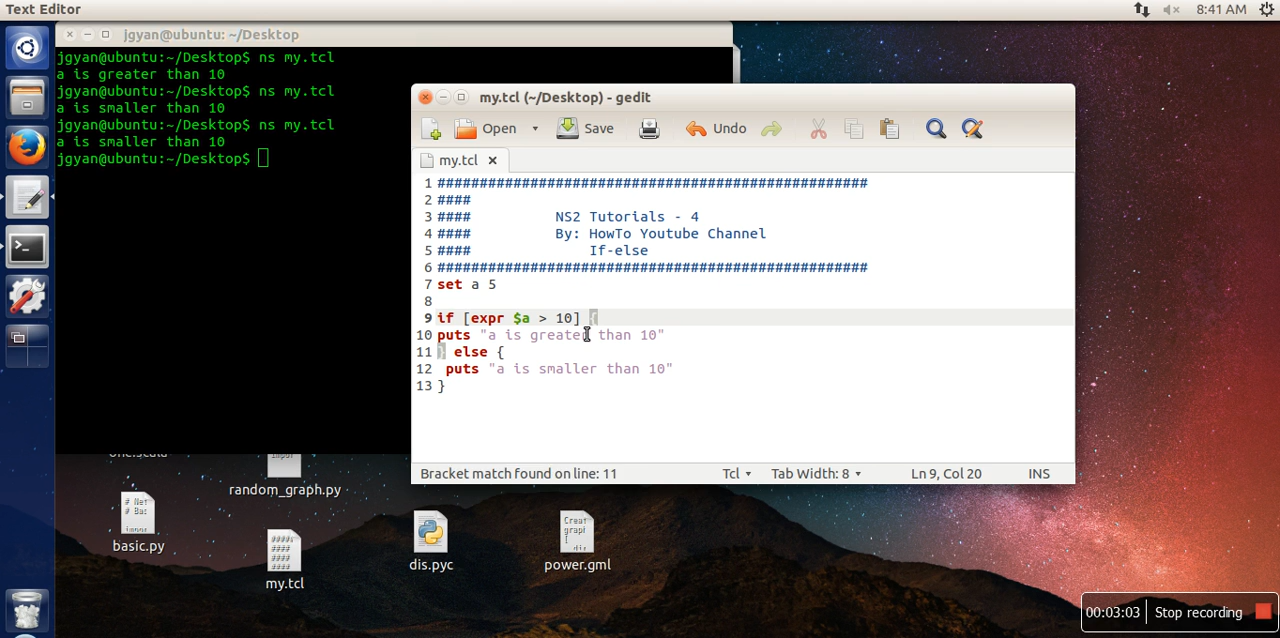 Text Editor
8:41 AM
jgyan@ubuntu: ~/Desktop
jgyan@ubuntu:~/Desktop$ ns my.tcl
a is greater than 10
jgyan@ubuntu:~/Desktop$ ns my.tcl
a is smaller than 10
jgyan@ubuntu:~/Desktop$ ns my.tcl
a is smaller than 10
jgyan@ubuntu:~/Desktop$
my.tcl (~/Desktop) - gedit
Open Save Undo
my.tcl
1 ###################################################
2 ####
3 #### NS2 Tutorials - 4
4 #### By: HowTo Youtube Channel
5 #### If-else
6 ###################################################
7 set a 5
8
9 if [expr $a > 10] {
10 puts "a is greater than 10"
11 } else {
12 puts "a is smaller than 10"
13 }
Bracket match found on line: 11 Tcl Tab Width: 8 Ln 9, Col 20 INS
random_graph.py
basic.py
my.tcl
dis.pyc
power.gml
00:03:03 Stop recording